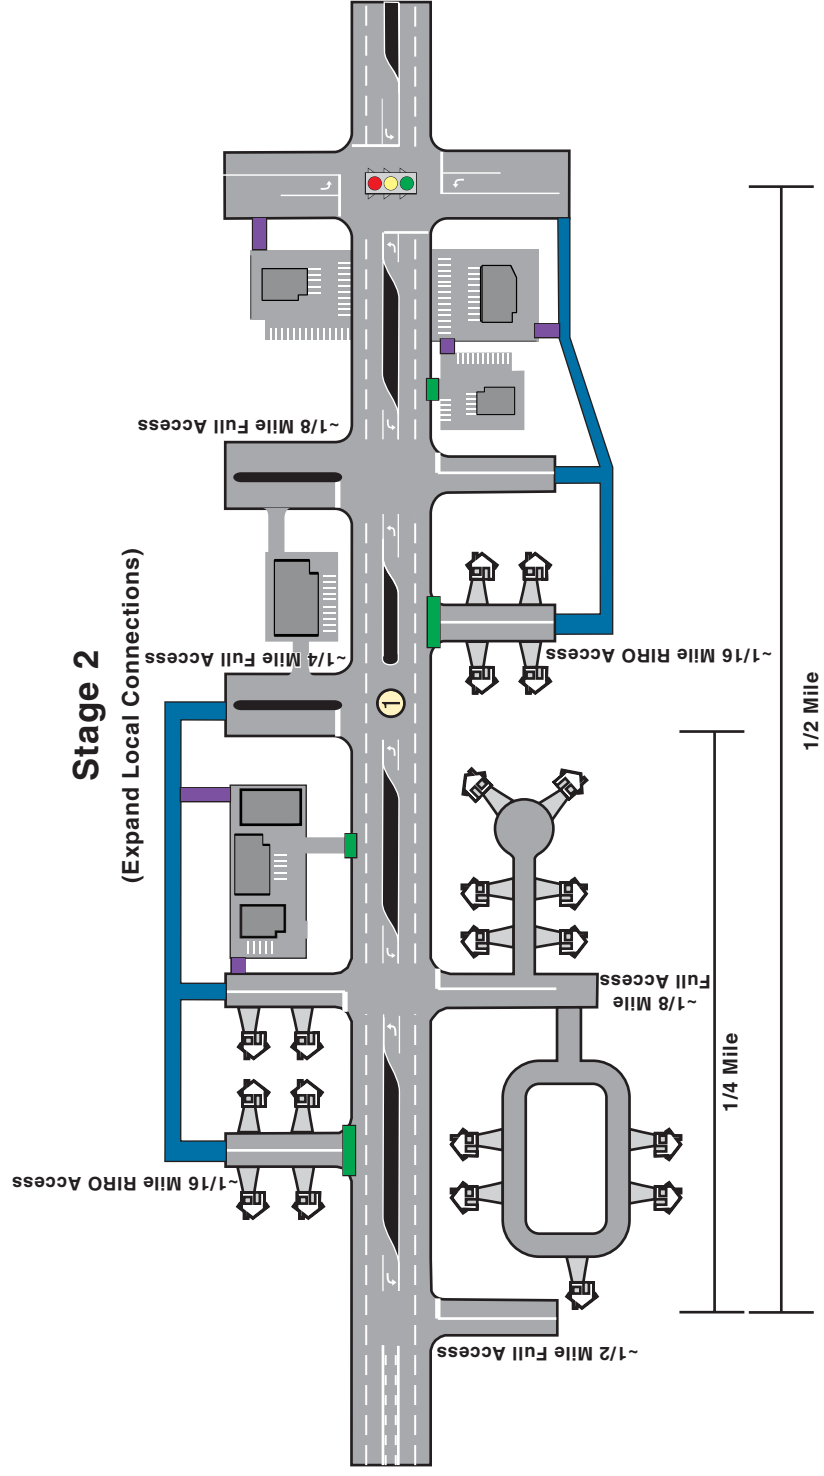 Stage 2
(Expand Local Connections)
~1/16 Mile RIRO Access
~1/4 Mile Full Access
~1/8 Mile Full Access
1
~1/2 Mile Full Access
~1/8 Mile
Full Access
~1/16 Mile RIRO Access
1/4 Mile
1/2 Mile